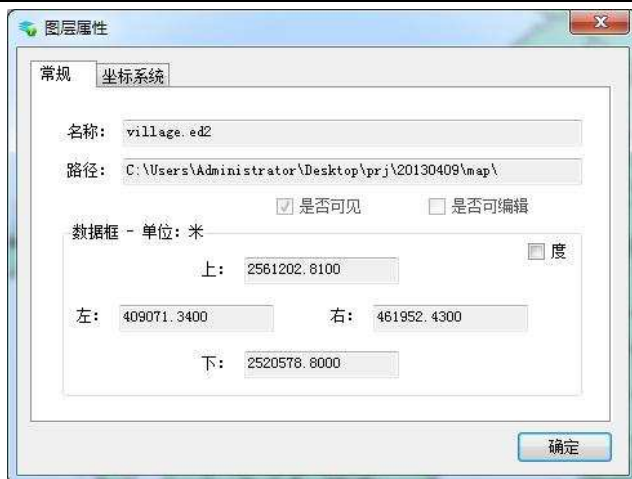 图层属性
常规 坐标系统
名称: village.ed2
路径: C:\Users\Administrator\Desktop\prj\20130409\map\
是否可见 是否可编辑
数据框 - 单位: 米
度
上: 2561202.8100
左: 409071.3400 右: 461952.4300
下: 2520578.8000
确定